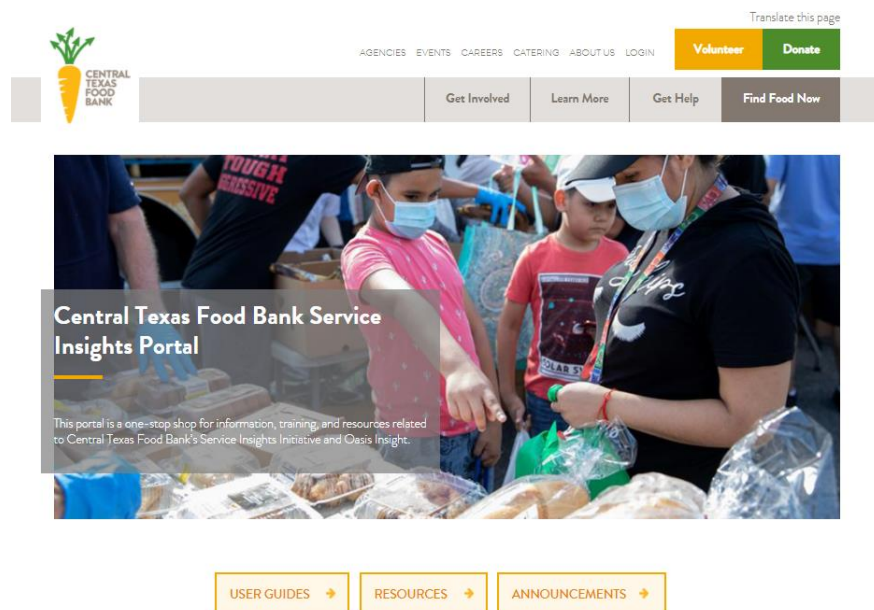 Translate this page
AGENCIES EVENTS CAREERS CATERING ABOUT US LOGIN Volunteer Donate
CENTRAL
TEXAS
FOOD
BANK
Get Involved Learn More Get Help Find Food Now
TOUGH
AGGRESSIVE
Central Texas Food Bank Service
Insights Portal
This portal is a one-stop shop for information, training, and resources related
to Central Texas Food Bank's Service Insights Initiative and Oasis Insight.
USER GUIDES
RESOURCES
ANNOUNCEMENTS